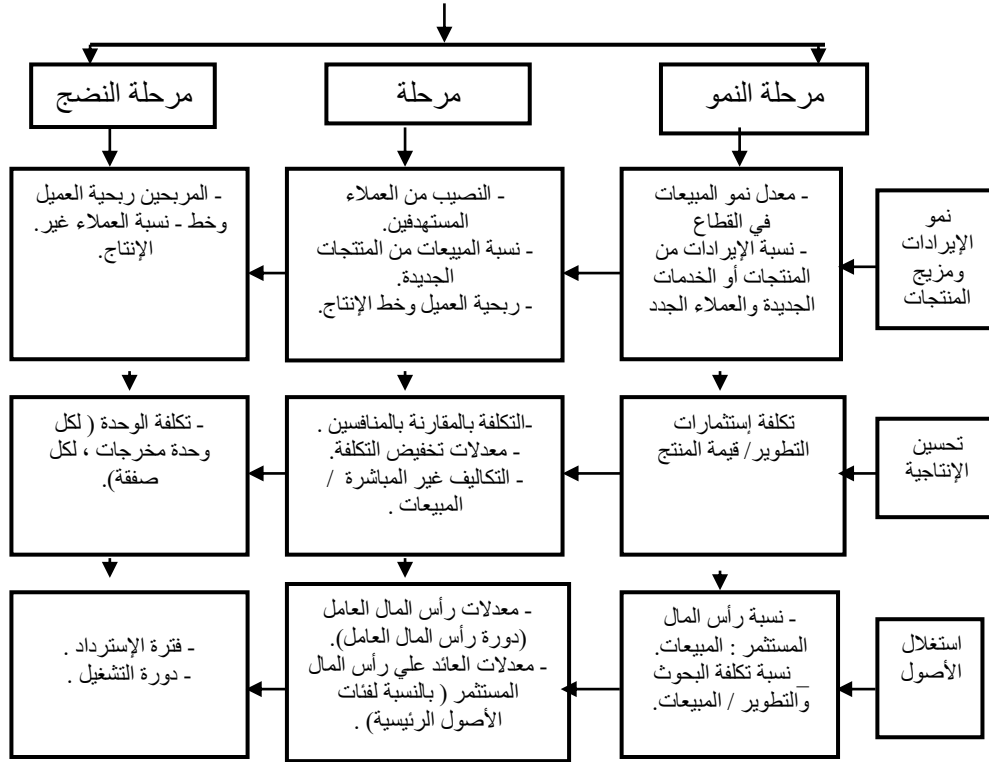 مرحلة النمو
مرحلة
مرحلة النضج
نمو
الإيرادات
ومزيج
المنتجات
- معدل نمو المبيعات
في القطاع
- نسبة الإيرادات من
المنتجات أو الخدمات
الجديدة والعملاء الجدد
- النصيب من العملاء
المستهدفين.
- نسبة المبيعات من المنتجات
الجديدة.
- ربحية العميل وخط الإنتاج.
- المربحين ربحية العميل
وخط - نسبة العملاء غير.
الإنتاج.
تحسين
الإنتاجية
تكلفة إستثمارات
التطوير/ قيمة المنتج
-التكلفة بالمقارنة بالمنافسين .
- معدلات تخفيض التكلفة.
- التكاليف غير المباشرة /
المبيعات .
- تكلفة الوحدة ( لكل
وحدة مخرجات ، لكل
صفقة).
استغلال
الأصول
- نسبة رأس المال
المستثمر : المبيعات.
_ نسبة تكلفة البحوث
والتطوير / المبيعات.
- معدلات رأس المال العامل
(دورة رأس المال العامل).
- معدلات العائد علي رأس المال
المستثمر ( بالنسبة لفئات
الأصول الرئيسية) .
- فترة الإسترداد .
- دورة التشغيل .